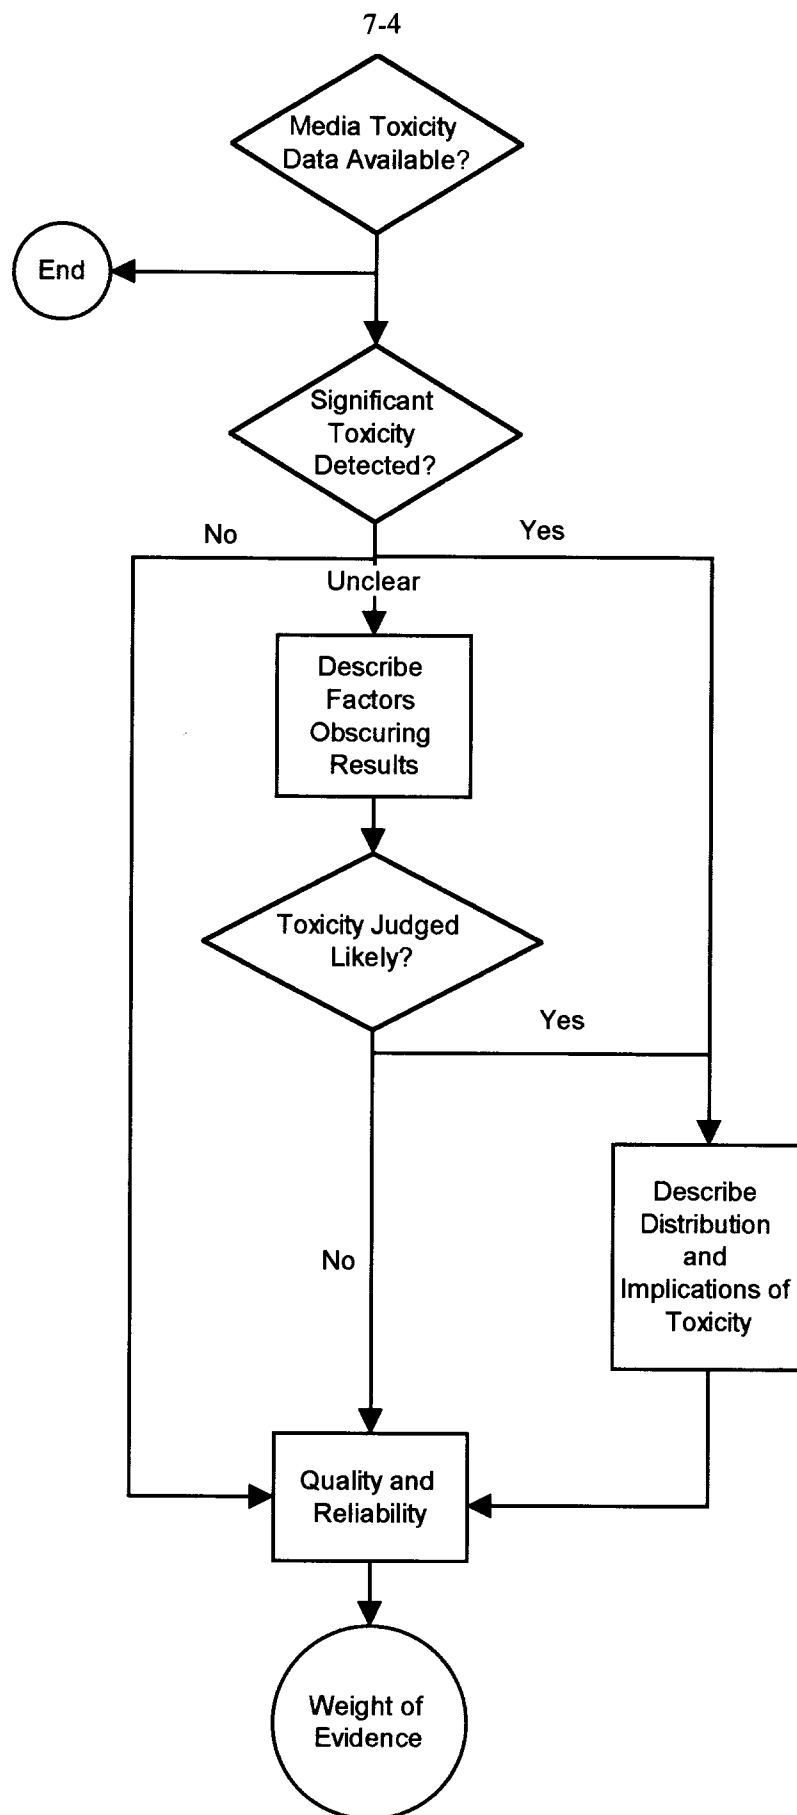 7-4
Media Toxicity
Data Available?
End
Significant
Toxicity
Detected?
No
Yes
Unclear
Describe
Factors
Obscuring
Results
Toxicity Judged
Likely?
Yes
Describe
Distribution
and
Implications of
Toxicity
No
Quality and
Reliability
Weight of
Evidence